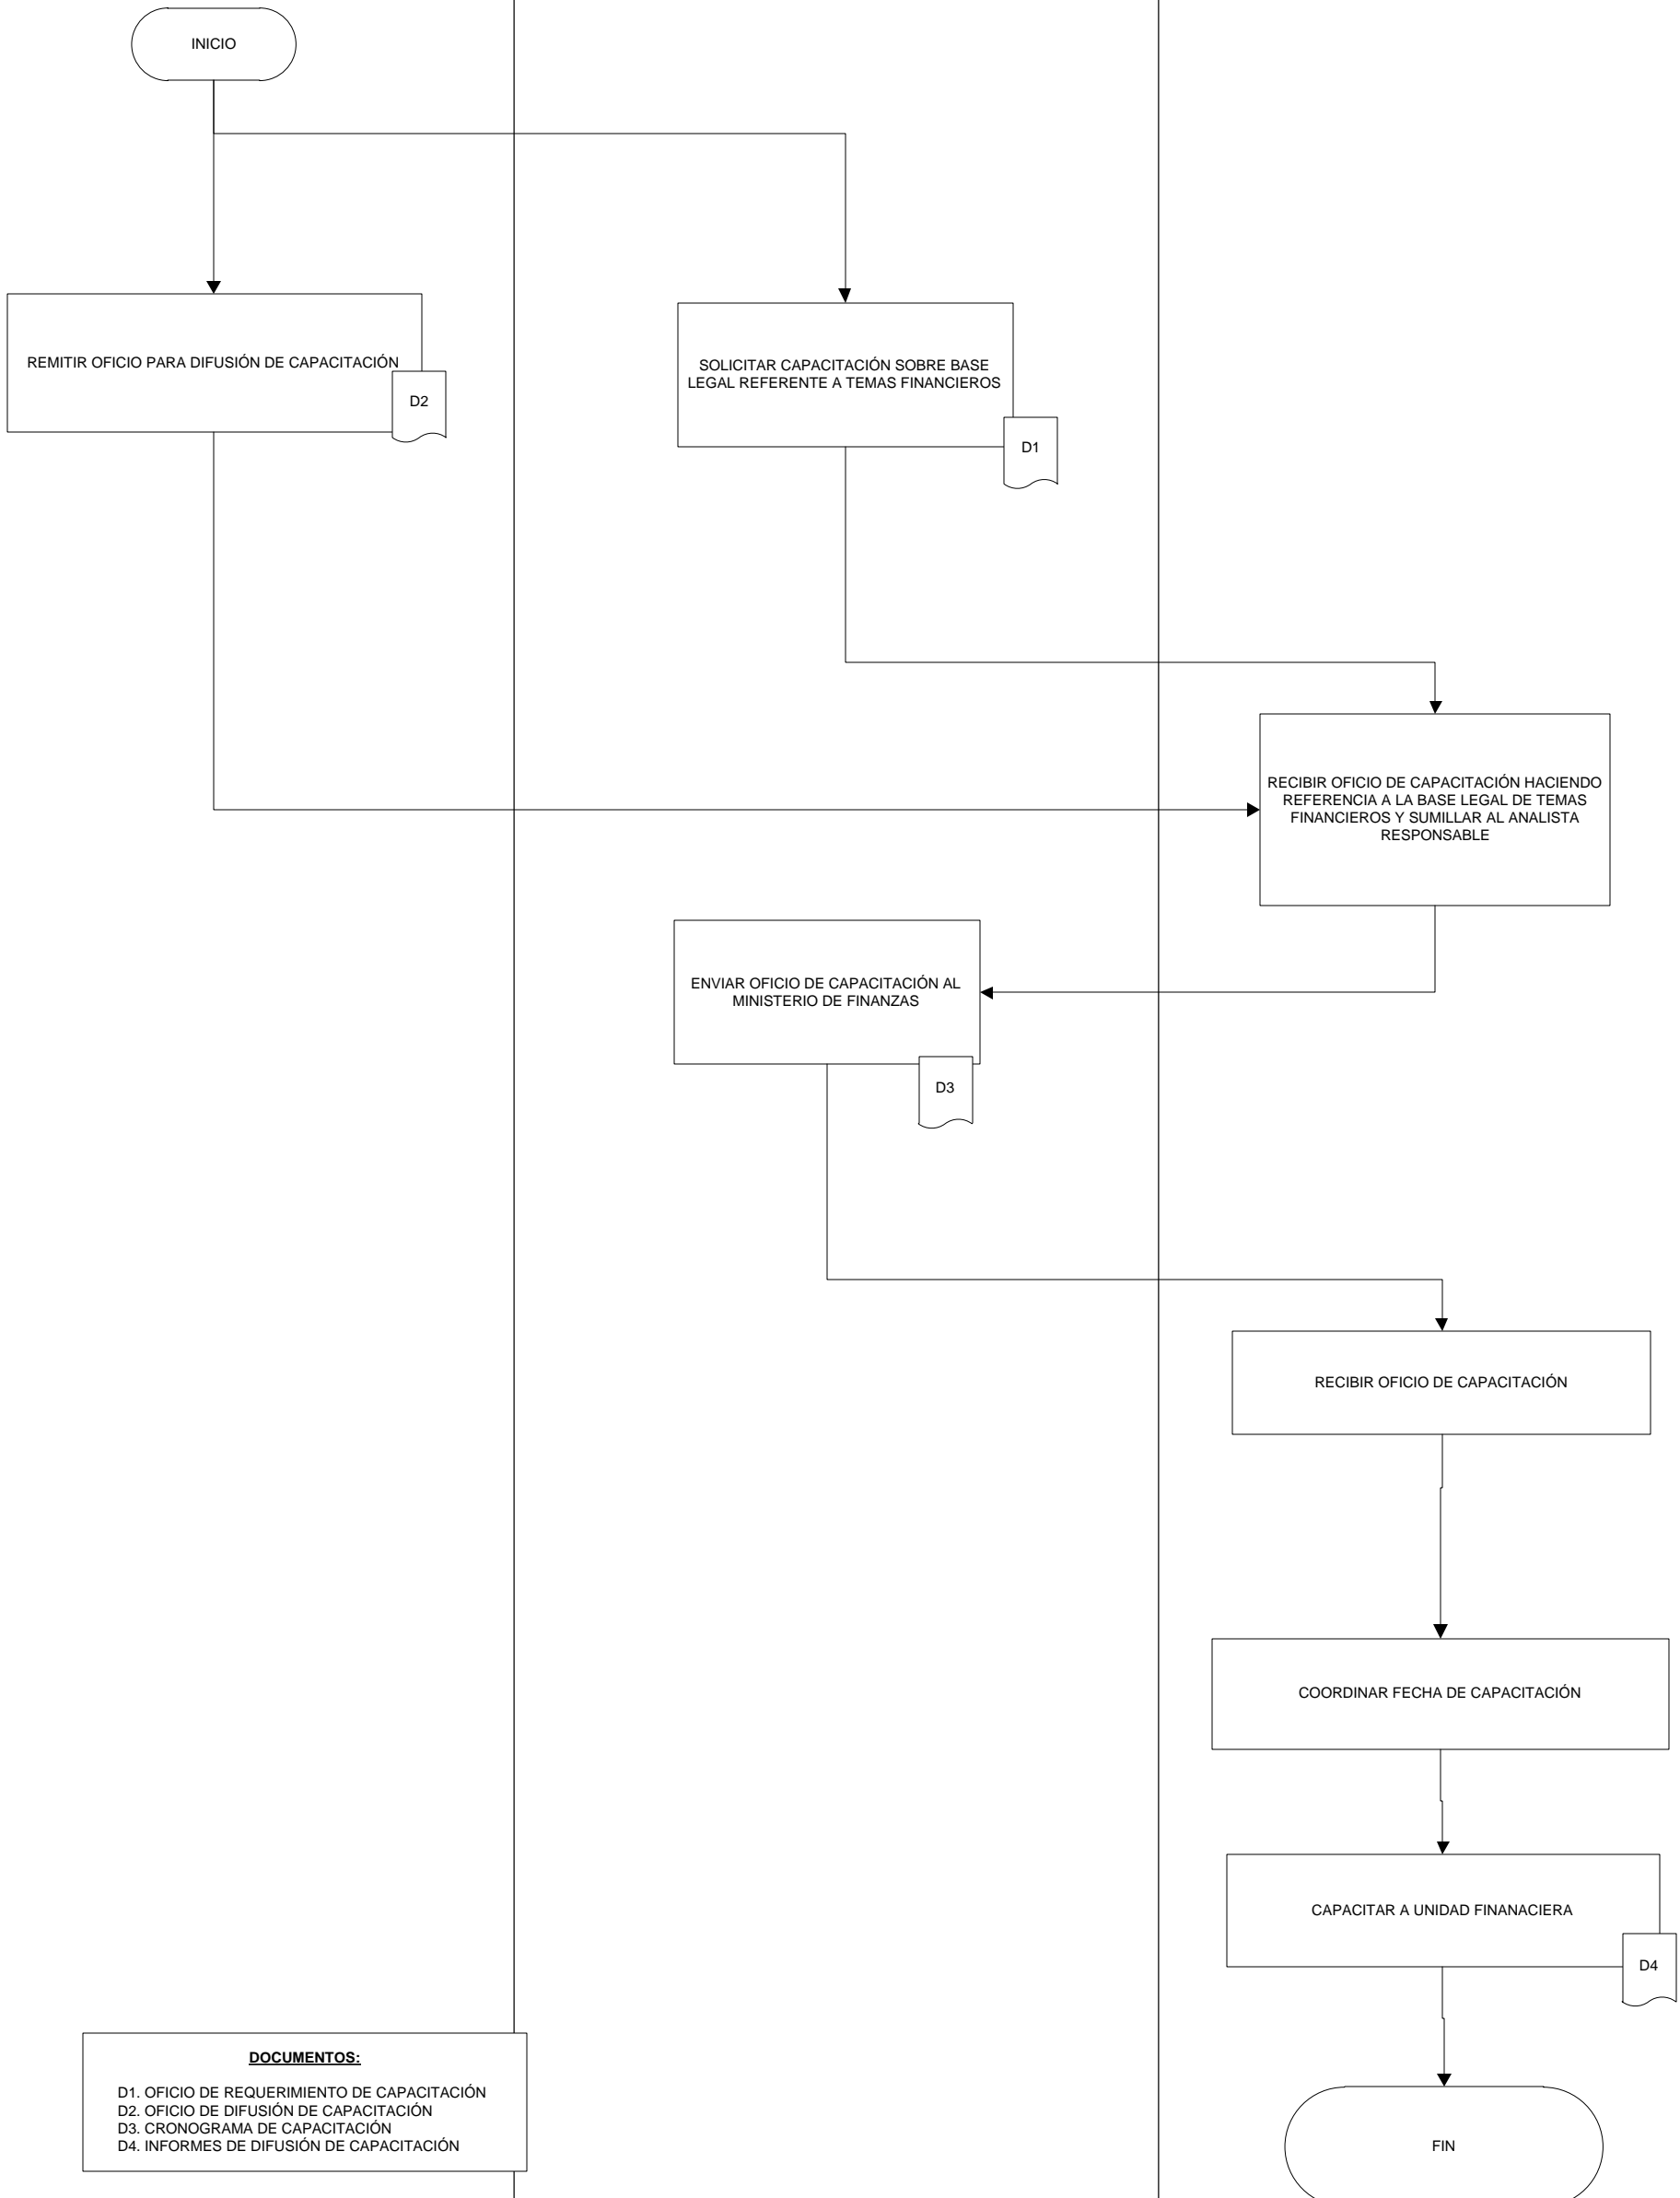 INICIO
REMITIR OFICIO PARA DIFUSIÓN DE CAPACITACIÓN
D2
SOLICITAR CAPACITACIÓN SOBRE BASE
LEGAL REFERENTE A TEMAS FINANCIEROS
D1
RECIBIR OFICIO DE CAPACITACIÓN HACIENDO
REFERENCIA A LA BASE LEGAL DE TEMAS
FINANCIEROS Y SUMILLAR AL ANALISTA
RESPONSABLE
ENVIAR OFICIO DE CAPACITACIÓN AL
MINISTERIO DE FINANZAS
D3
RECIBIR OFICIO DE CAPACITACIÓN
COORDINAR FECHA DE CAPACITACIÓN
CAPACITAR A UNIDAD FINANACIERA
D4
DOCUMENTOS:
D1. OFICIO DE REQUERIMIENTO DE CAPACITACIÓN
D2. OFICIO DE DIFUSIÓN DE CAPACITACIÓN
D3. CRONOGRAMA DE CAPACITACIÓN
D4. INFORMES DE DIFUSIÓN DE CAPACITACIÓN
FIN